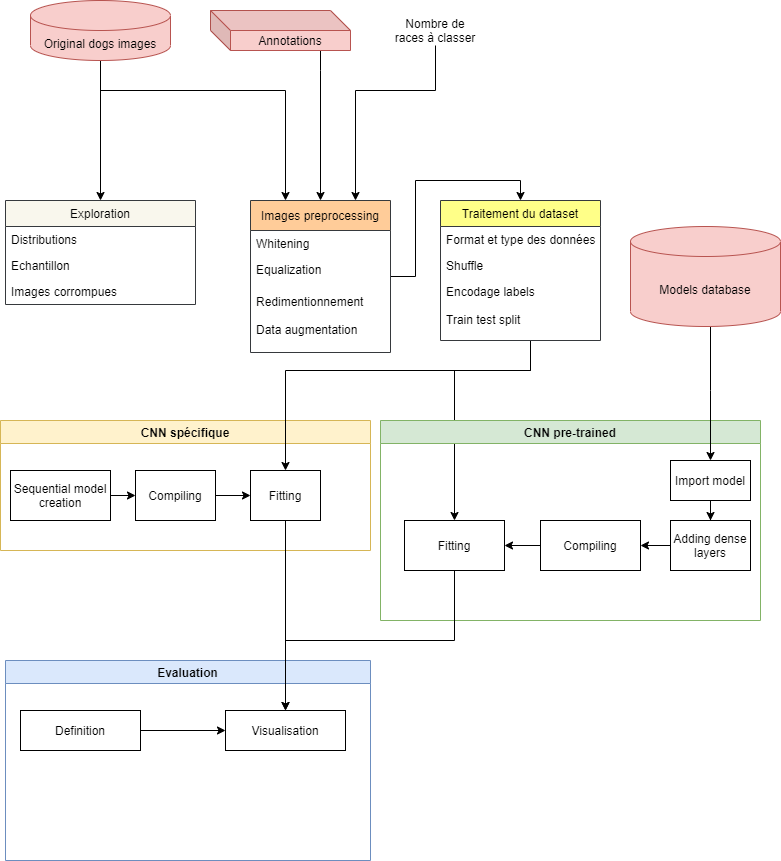 Original dogs images
Annotations
Nombre de
races à classer
Exploration
Distributions
Echantillon
Images corrompues
Images preprocessing
Whitening
Equalization
Redimentionnement
Data augmentation
Traitement du dataset
Format et type des données
Shuffle
Encodage labels
Train test split
Models database
CNN spécifique
Sequential model
creation
Compiling
Fitting
CNN pre-trained
Import model
Adding dense
layers
Compiling
Fitting
Evaluation
Definition
Visualisation